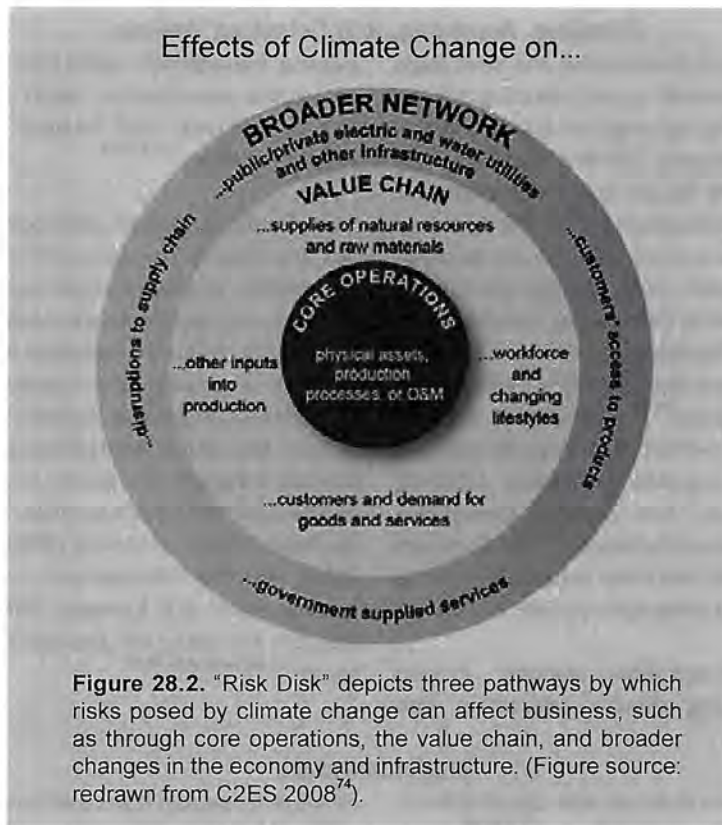 Effects of Climate Change on...
BROADER NETWORK
...public/private electric and water utilities
and other Infrastructure
VALUE CHAIN
...supplies of natural resources
and raw materials
CORE OPERATIONS
physical assets,
production
processes, or O&M
...other inputs
into
production
...workforce
and
changing
lifestyles
...customers and demand for
goods and services
...disruptions to supply chain
...customers' access to products
...government supplied services
Figure 28.2. “Risk Disk” depicts three pathways by which
risks posed by climate change can affect business, such
as through core operations, the value chain, and broader
changes in the economy and infrastructure. (Figure source:
redrawn from C2ES 2008⁷⁴).